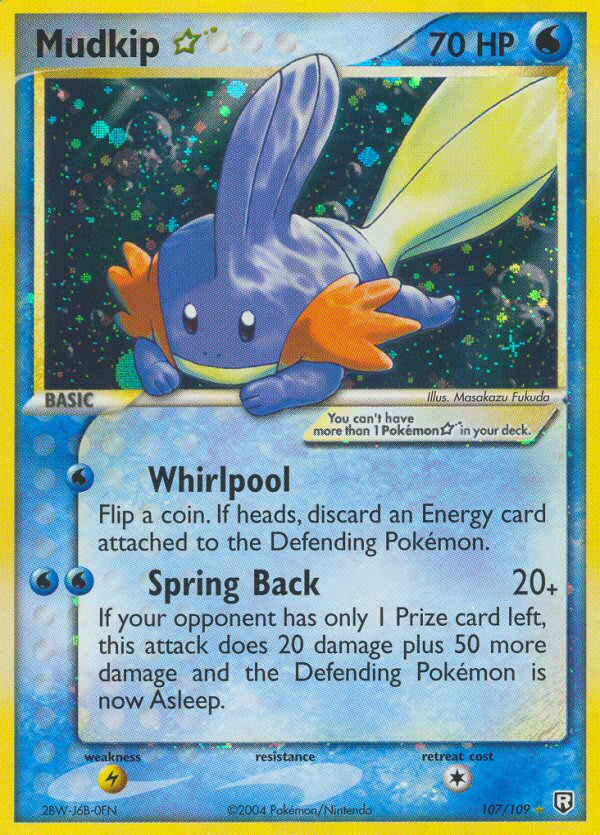 Mudkip ☆ 70 HP
BASIC
Illus. Masakazu Fukuda
You can't have
more than 1 Pokémon☆ in your deck.
Whirlpool
Flip a coin. If heads, discard an Energy card
attached to the Defending Pokémon.
Spring Back 20+
If your opponent has only 1 Prize card left,
this attack does 20 damage plus 50 more
damage and the Defending Pokémon is
now Asleep.
weakness resistance retreat cost
2BW-J6B-0FN ©2004 Pokémon/Nintendo 107/109 ★ R